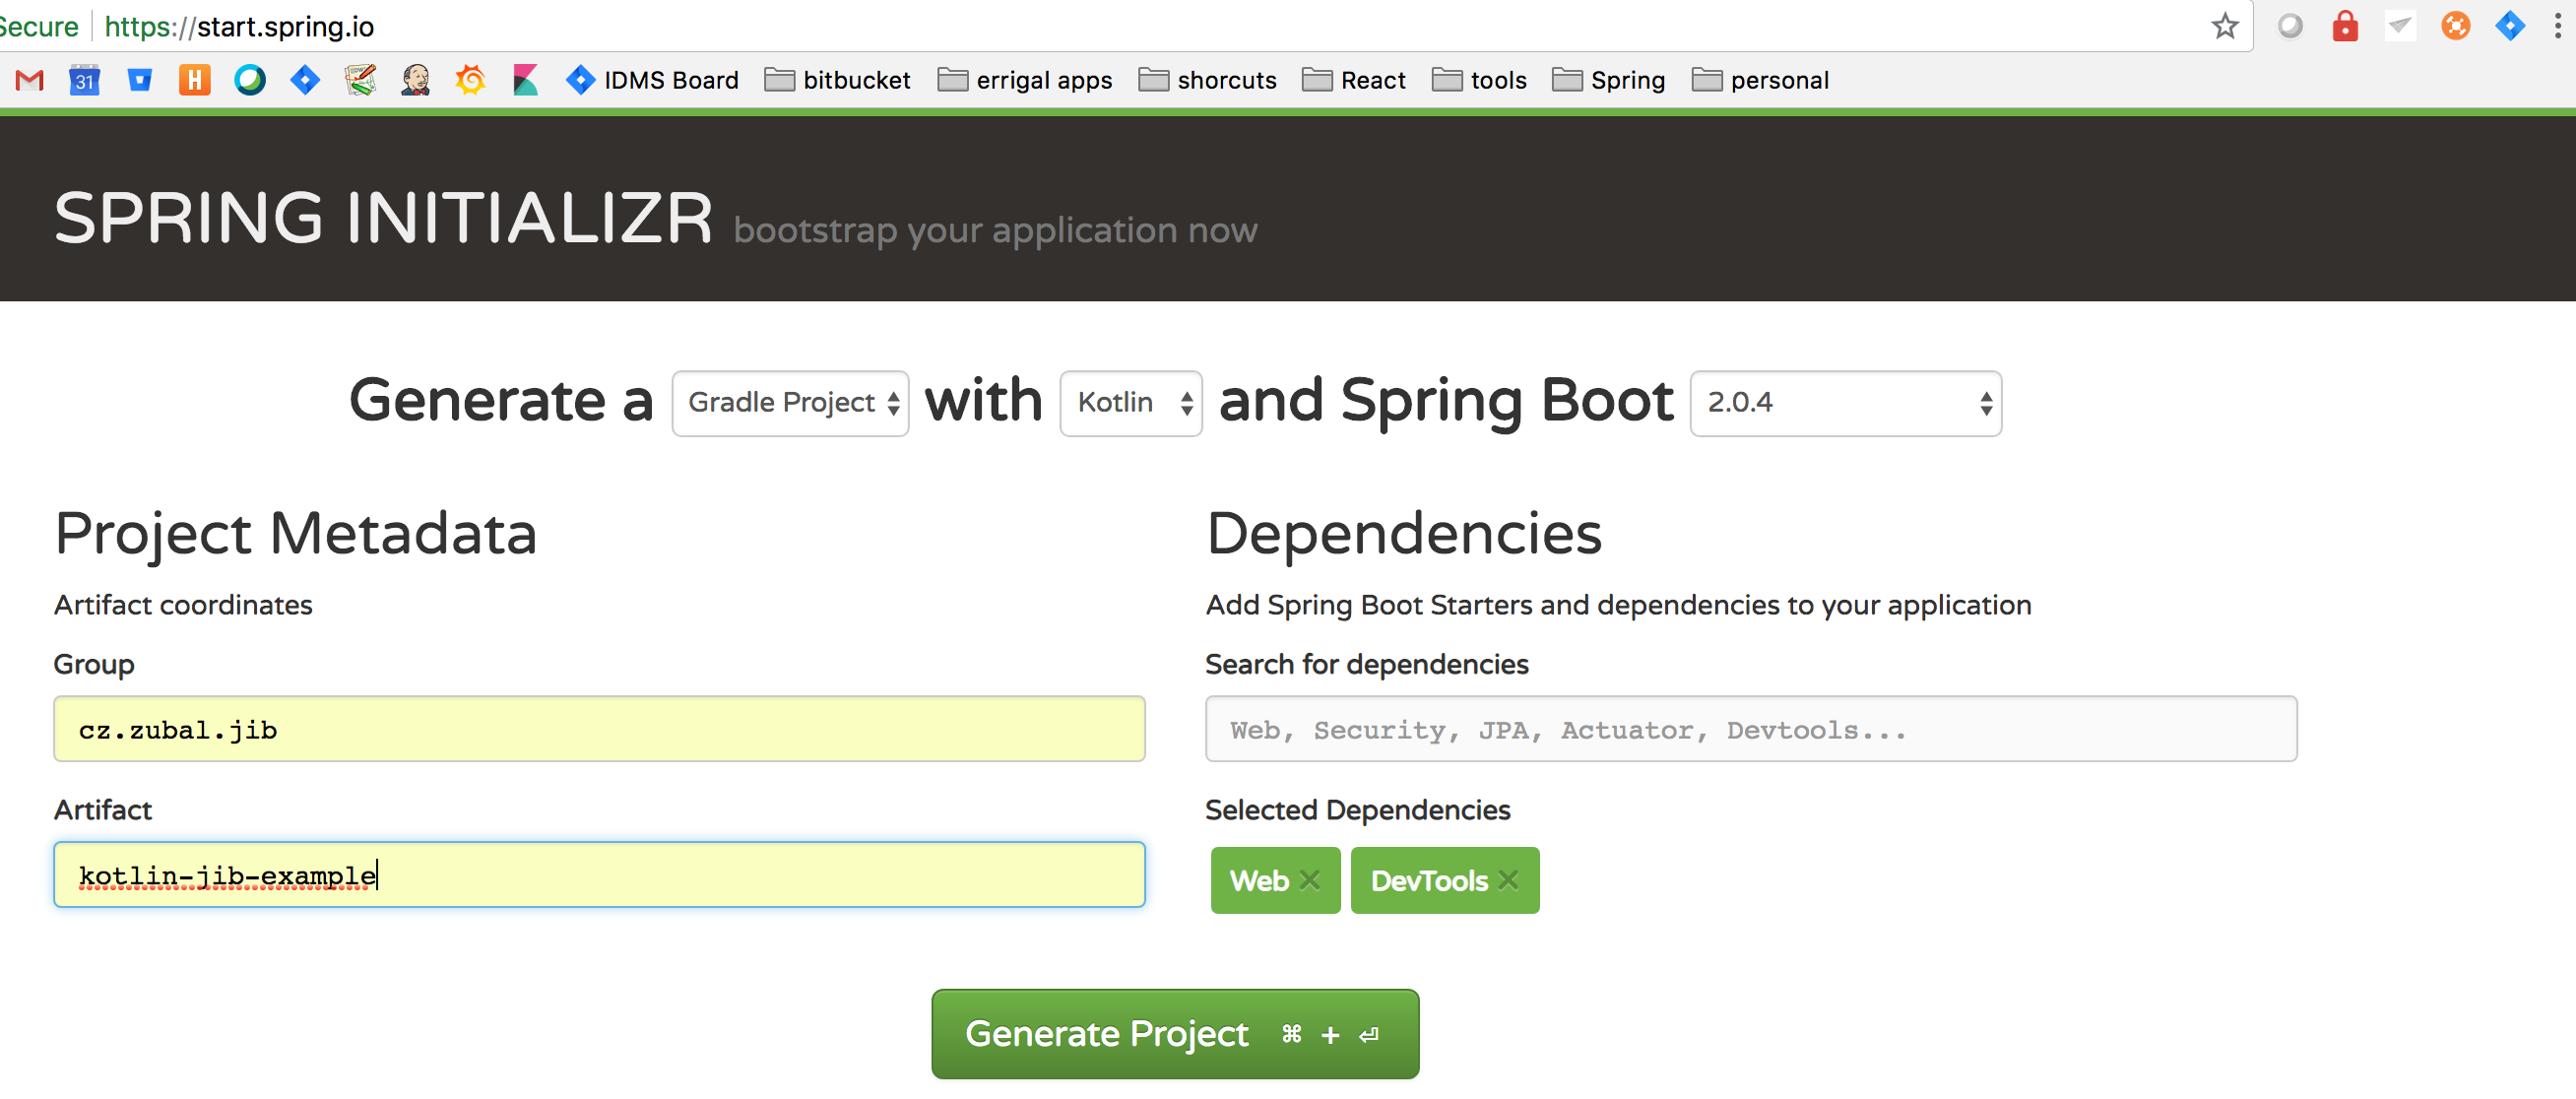 Secure https://start.spring.io
31 H IDMS Board bitbucket errigal apps shorcuts React tools Spring personal
SPRING INITIALIZR bootstrap your application now
Generate a Gradle Project with Kotlin and Spring Boot 2.0.4
Project Metadata
Artifact coordinates
Group
cz.zubal.jib
Artifact
kotlin-jib-example
Dependencies
Add Spring Boot Starters and dependencies to your application
Search for dependencies
Web, Security, JPA, Actuator, Devtools...
Selected Dependencies
Web × DevTools ×
Generate Project ⌘ + ⏎